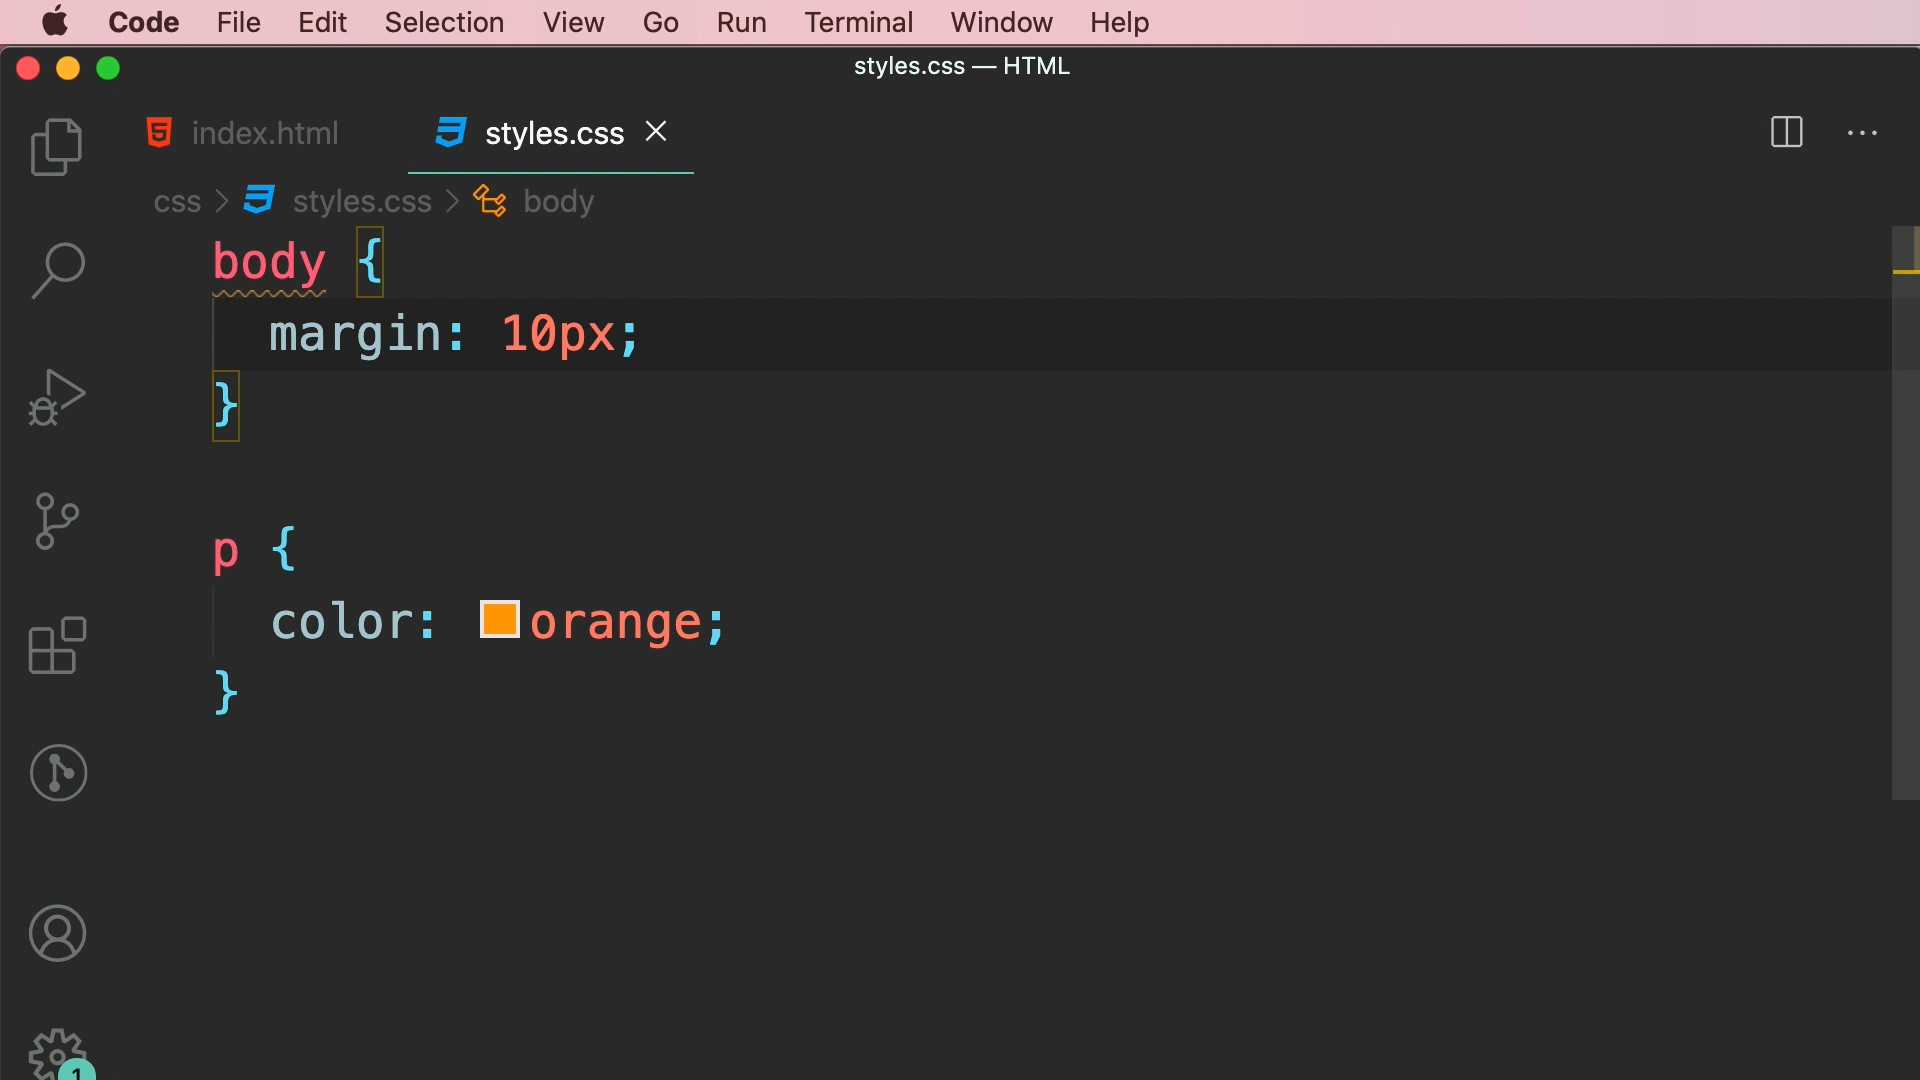 Code File Edit Selection View Go Run Terminal Window Help
styles.css — HTML
index.html styles.css
css > styles.css > body
body {
margin: 10px;
}
p {
color: orange;
}
1